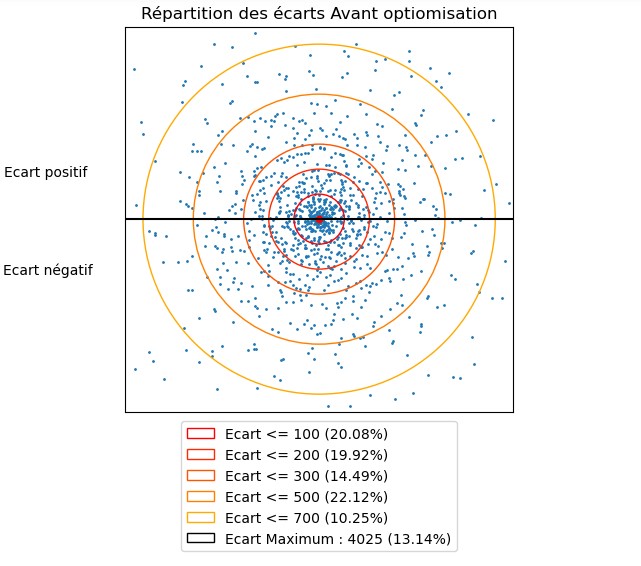 Répartition des écarts Avant optiomisation
Ecart positif
Ecart négatif
Ecart <= 100 (20.08%)
Ecart <= 200 (19.92%)
Ecart <= 300 (14.49%)
Ecart <= 500 (22.12%)
Ecart <= 700 (10.25%)
Ecart Maximum : 4025 (13.14%)